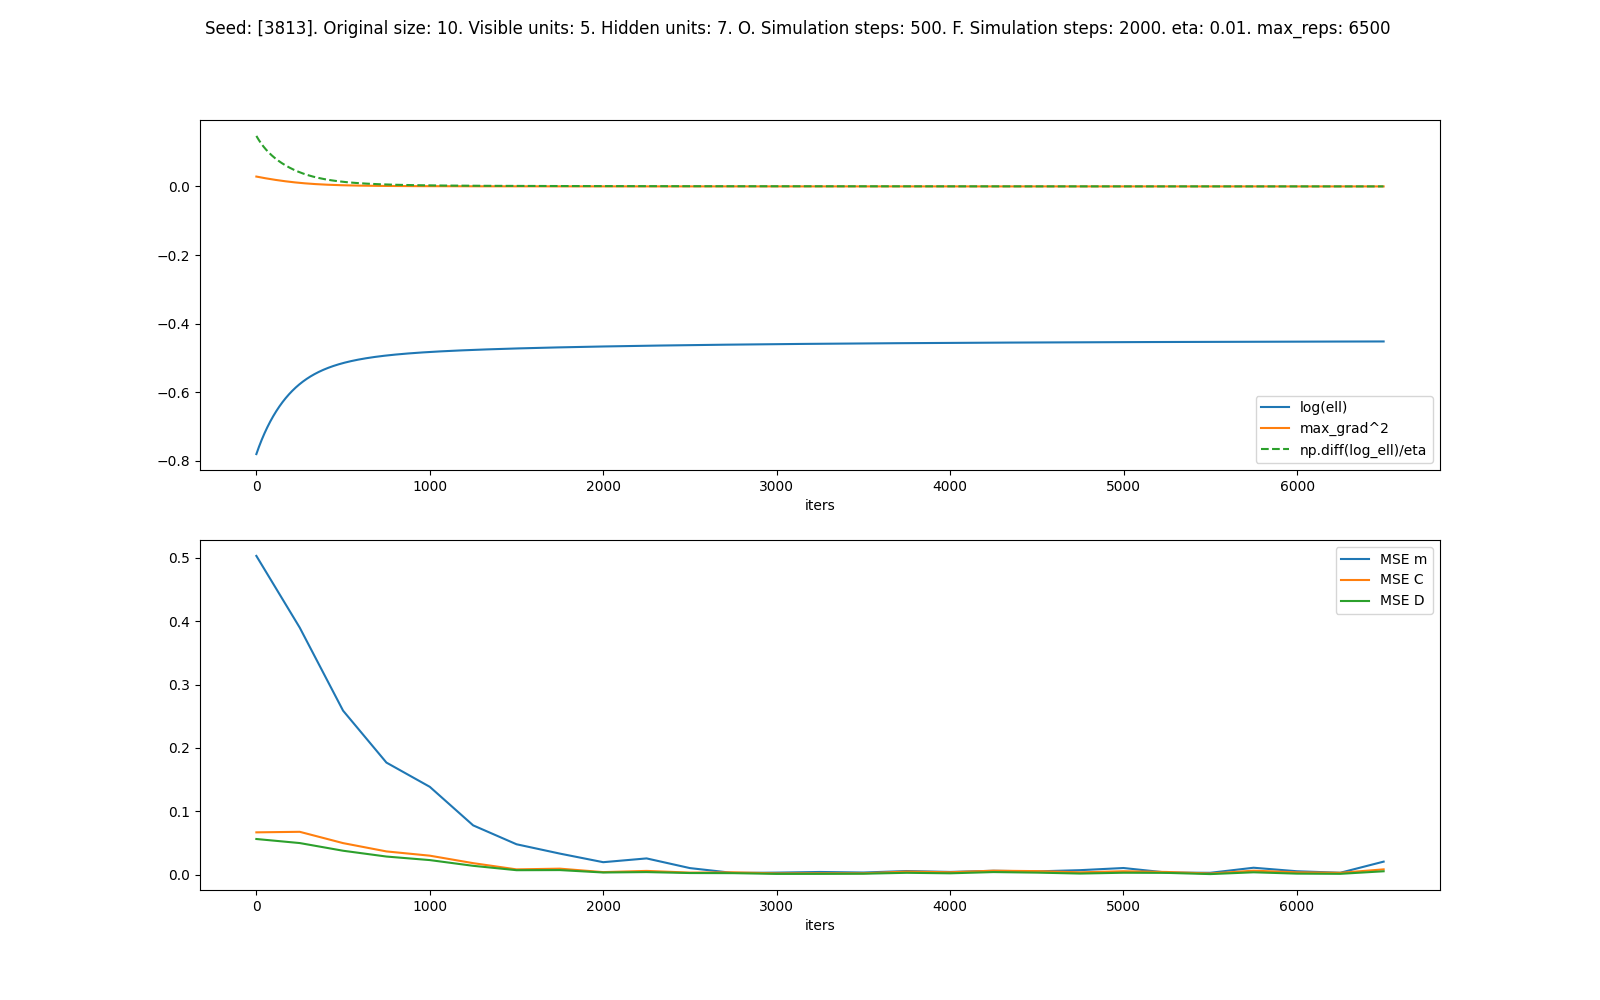 Seed: [3813]. Original size: 10. Visible units: 5. Hidden units: 7. O. Simulation steps: 500. F. Simulation steps: 2000. eta: 0.01. max_reps: 6500
0.0
−0.2
−0.4
−0.6
−0.8
log(ell)
max_grad^2
np.diff(log_ell)/eta
0 1000 2000 3000 4000 5000 6000
iters
0.5
0.4
0.3
0.2
0.1
0.0
MSE m
MSE C
MSE D
0 1000 2000 3000 4000 5000 6000
iters